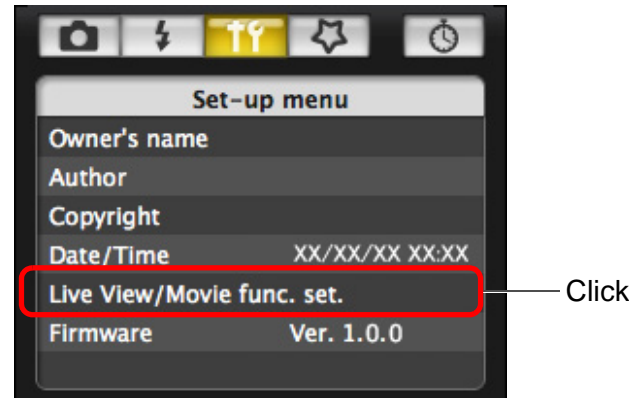 Set-up menu
Owner's name
Author
Copyright
Date/Time XX/XX/XX XX:XX
Live View/Movie func. set.
Click
Firmware Ver. 1.0.0